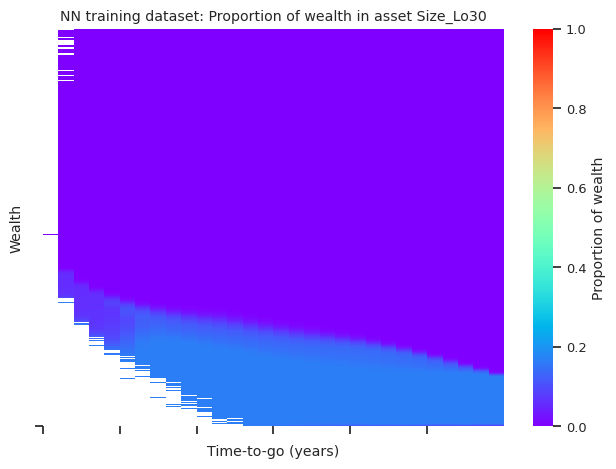 NN training dataset: Proportion of wealth in asset Size_Lo30
Wealth
Time-to-go (years)
1.0
0.8
0.6
0.4
0.2
0.0
Proportion of wealth